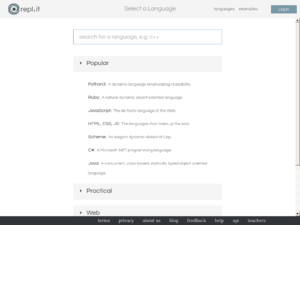 repl.it
Select a Language
languages examples
Log in
search for a language, e.g. c++
Popular
Python3: A dynamic language emphasizing readability.
Ruby: A natural dynamic object-oriented language.
JavaScript: The de facto language of the Web.
HTML, CSS, JS: The languages that make up the web.
Scheme: An elegant dynamic dialect of Lisp.
C#: A Microsoft .NET programming language
Java: A concurrent, class-based, statically typed object-oriented
language.
Practical
Web
terms privacy about us blog feedback help api teachers